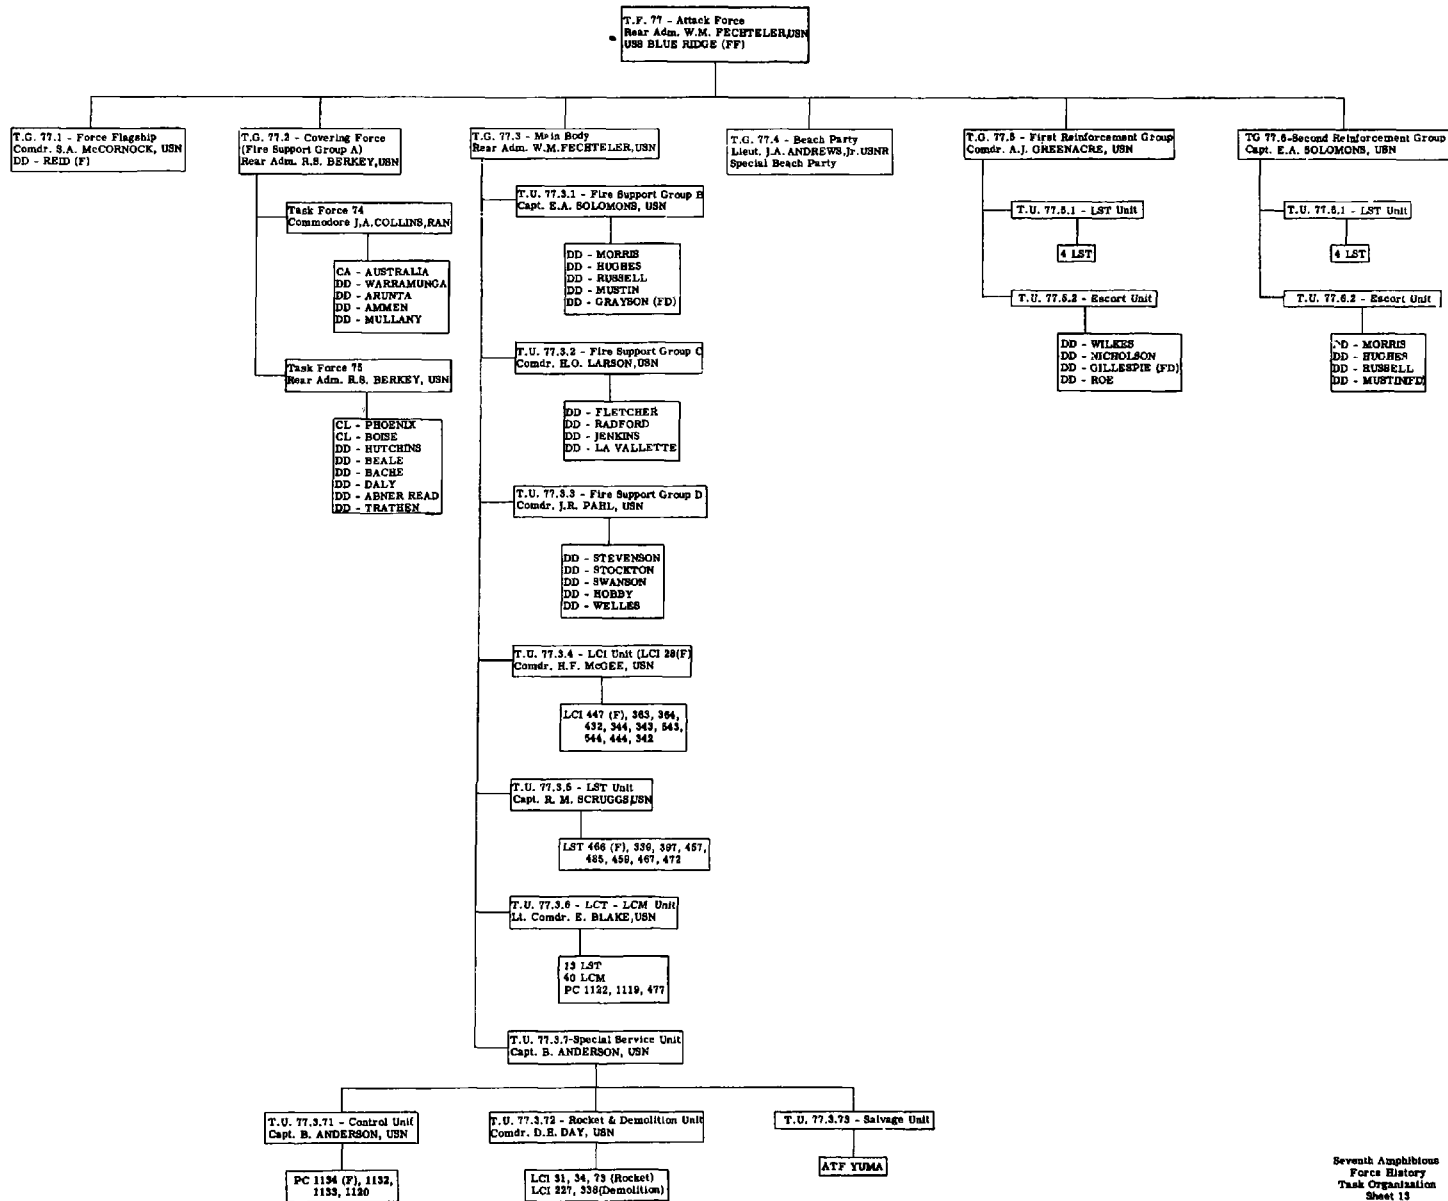 T.F. 77 - Attack Force
Rear Adm. W.M. FECHTELER,USN
USS BLUE RIDGE (FF)
T.G. 77.1 - Force Flagship
Comdr. S.A. McCORNOCK, USN
DD - REID (F)
T.G. 77.2 - Covering Force
(Fire Support Group A)
Rear Adm. R.S. BERKEY,USN
Task Force 74
Commodore J,A.COLLINS,RAN
CA - AUSTRALIA
DD - WARRAMUNGA
DD - ARUNTA
DD - AMMEN
DD - MULLANY
Task Force 75
Rear Adm. R.S. BERKEY, USN
CL - PHOENIX
CL - BOISE
DD - HUTCHINS
DD - BEALE
DD - BACHE
DD - DALY
DD - ABNER READ
DD - TRATHEN
T.G. 77.3 - Main Body
Rear Adm. W.M.FECHTELER,USN
T.U. 77.3.1 - Fire Support Group B
Capt. E.A. SOLOMONS, USN
DD - MORRIS
DD - HUGHES
DD - RUSSELL
DD - MUSTIN
DD - GRAYSON (FD)
T.U. 77.3.2 - Fire Support Group C
Comdr. H.O. LARSON,USN
DD - FLETCHER
DD - RADFORD
DD - JENKINS
DD - LA VALLETTE
T.U. 77.3.3 - Fire Support Group D
Comdr. J.R. PAHL, USN
DD - STEVENSON
DD - STOCKTON
DD - SWANSON
DD - HOBBY
DD - WELLES
T.U. 77.3.4 - LCI Unit (LCI 28(F)
Comdr. H.F. McGEE, USN
LCI 447 (F), 363, 364,
432, 344, 343, 543,
544, 444, 342
T.U. 77.3.5 - LST Unit
Capt. R. M. SCRUGGS,USN
LST 466 (F), 339, 397, 457,
485, 459, 467, 472
T.U. 77.3.6 - LCT - LCM Unit
Lt. Comdr. E. BLAKE,USN
13 LST
40 LCM
PC 1122, 1119, 477
T.U. 77.3.7-Special Service Unit
Capt. B. ANDERSON, USN
T.U. 77.3.71 - Control Unit
Capt. B. ANDERSON, USN
PC 1134 (F), 1132,
1133, 1120
T.U. 77.3.72 - Rocket & Demolition Unit
Comdr. D.H. DAY, USN
LCI 31, 34, 73 (Rocket)
LCI 227, 338(Demolition)
T.U. 77.3.73 - Salvage Unit
ATF YUMA
T.G. 77.4 - Beach Party
Lieut. J.A. ANDREWS,Jr.USNR
Special Beach Party
T.G. 77.5 - First Reinforcement Group
Comdr. A.J. GREENACRE, USN
T.U. 77.5.1 - LST Unit
4 LST
T.U. 77.5.2 - Escort Unit
DD - WILKES
DD - NICHOLSON
DD - GILLESPIE (FD)
DD - ROE
TG 77.6-Second Reinforcement Group
Capt. E.A. SOLOMONS, USN
T.U. 77.6.1 - LST Unit
4 LST
T.U. 77.6.2 - Escort Unit
DD - MORRIS
DD - HUGHES
DD - RUSSELL
DD - MUSTIN(FD)
Seventh Amphibious
Force History
Task Organization
Sheet 13